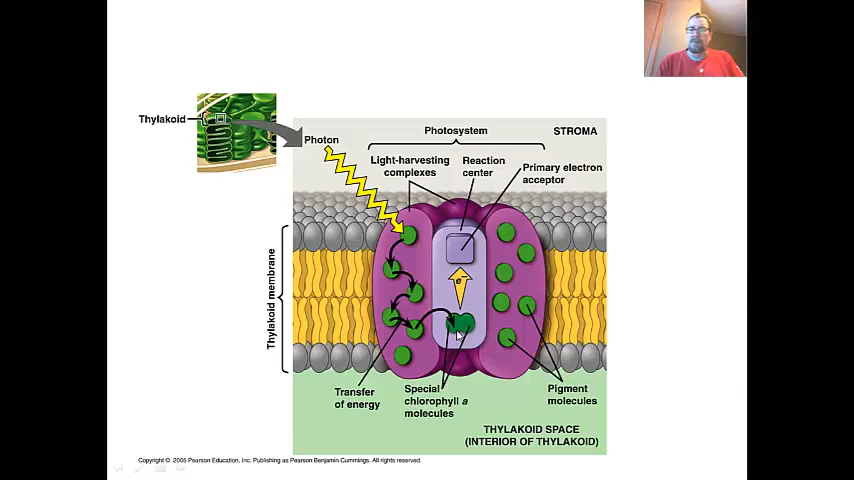 Thylakoid
Photon
Photosystem
STROMA
Light-harvesting
complexes
Reaction
center
Primary electron
acceptor
Thylakoid membrane
e–
Transfer
of energy
Special
chlorophyll a
molecules
Pigment
molecules
THYLAKOID SPACE
(INTERIOR OF THYLAKOID)
Copyright © 2005 Pearson Education, Inc. Publishing as Pearson Benjamin Cummings. All rights reserved.